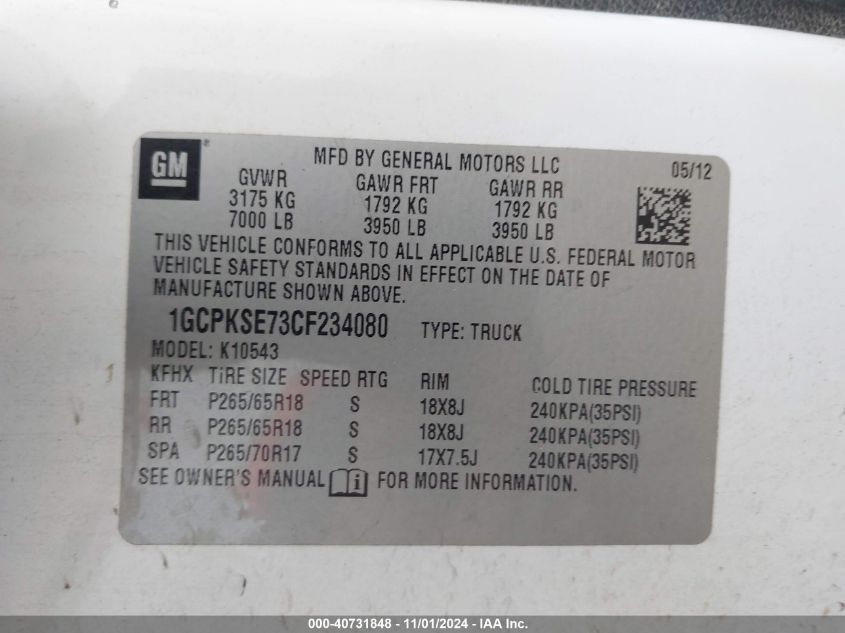 GM
MFD BY GENERAL MOTORS LLC 05/12
GVWR GAWR FRT GAWR RR
3175 KG 1792 KG 1792 KG
7000 LB 3950 LB 3950 LB
THIS VEHICLE CONFORMS TO ALL APPLICABLE U.S. FEDERAL MOTOR
VEHICLE SAFETY STANDARDS IN EFFECT ON THE DATE OF
MANUFACTURE SHOWN ABOVE.
1GCPKSE73CF234080 TYPE: TRUCK
MODEL: K10543
KFHX TIRE SIZE SPEED RTG RIM COLD TIRE PRESSURE
FRT P265/65R18 S 18X8J 240KPA(35PSI)
RR P265/65R18 S 18X8J 240KPA(35PSI)
SPA P265/70R17 S 17X7.5J 240KPA(35PSI)
SEE OWNER'S MANUAL i FOR MORE INFORMATION.
000-40731848 - 11/01/2024 - IAA Inc.